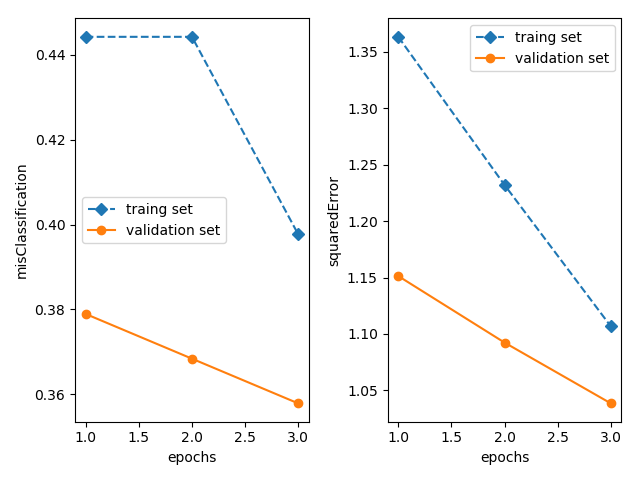 misClassification
0.44
0.42
0.40
0.38
0.36
traing set
validation set
1.0 1.5 2.0 2.5 3.0
epochs
squaredError
1.35
1.30
1.25
1.20
1.15
1.10
1.05
traing set
validation set
1.0 1.5 2.0 2.5 3.0
epochs